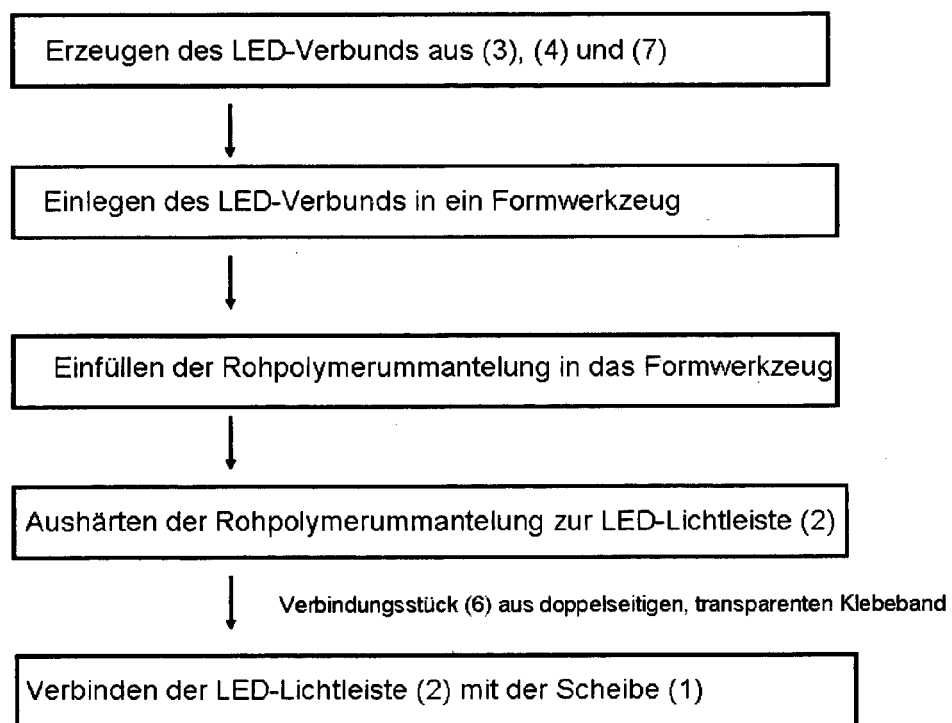 Erzeugen des LED-Verbunds aus (3), (4) und (7)
Einlegen des LED-Verbunds in ein Formwerkzeug
Einfüllen der Rohpolymerummantelung in das Formwerkzeug
Aushärten der Rohpolymerummantelung zur LED-Lichtleiste (2)
Verbindungsstück (6) aus doppelseitigen, transparenten Klebeband
Verbinden der LED-Lichtleiste (2) mit der Scheibe (1)